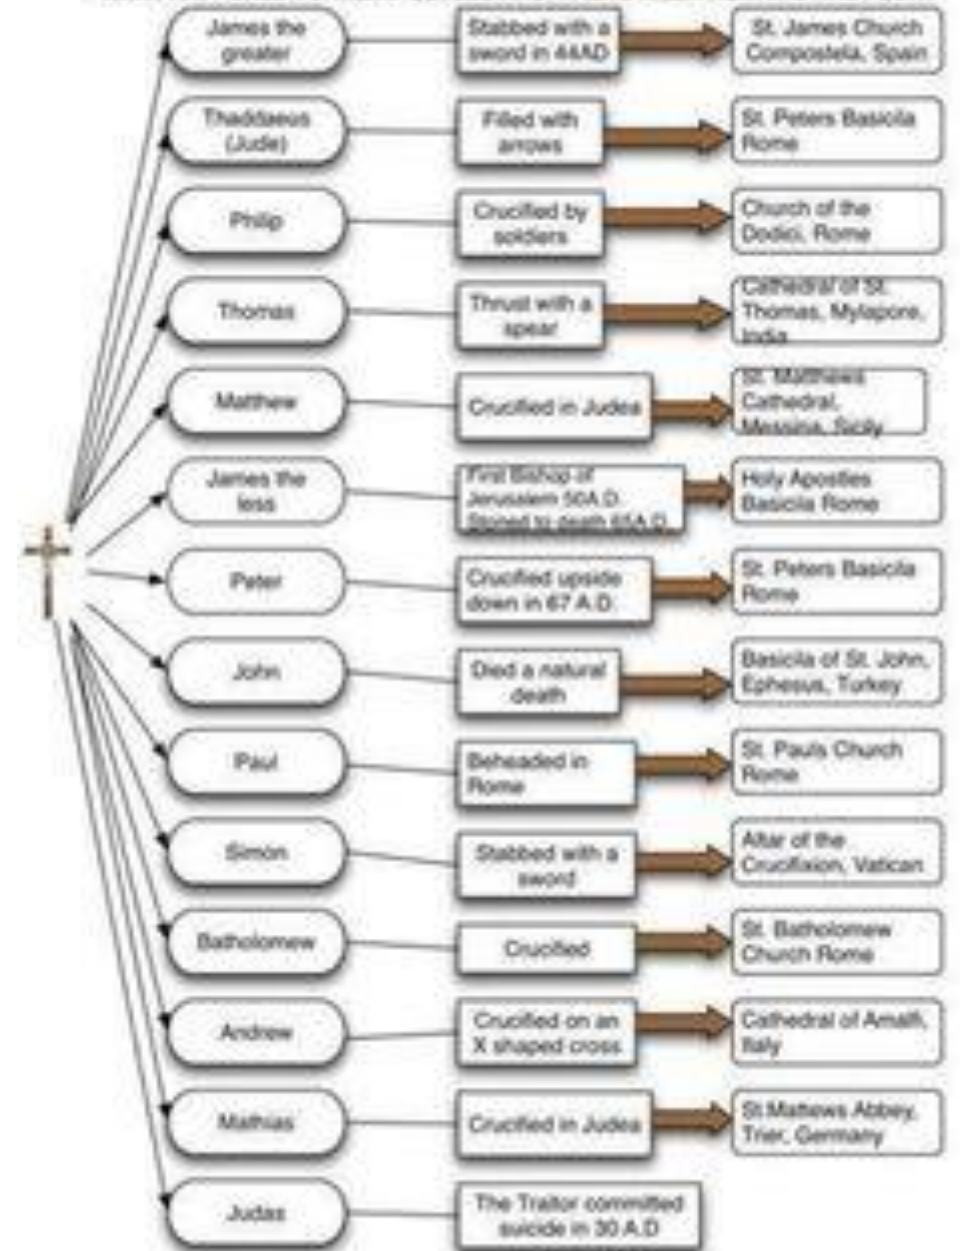 James the
greater
Stabbed with a
sword in 44AD
St. James Church
Compostela, Spain
Thaddaeus
(Jude)
Filled with
arrows
St. Peters Basicila
Rome
Philip
Crucified by
soldiers
Church of the
Dodici, Rome
Thomas
Thrust with a
spear
Cathedral of St.
Thomas, Mylapore,
India
Matthew
Crucified in Judea
St. Matthews
Cathedral,
Messina, Sicily
James the
less
First Bishop of
Jerusalem 50A.D.
Stoned to death 65A.D.
Holy Apostles
Basicila Rome
Peter
Crucified upside
down in 67 A.D.
St. Peters Basicila
Rome
John
Died a natural
death
Basicila of St. John,
Ephesus, Turkey
Paul
Beheaded in
Rome
St. Pauls Church
Rome
Simon
Stabbed with a
sword
Altar of the
Crucifixion, Vatican
Batholomew
Crucified
St. Batholomew
Church Rome
Andrew
Crucified on an
X shaped cross
Cathedral of Amalfi,
Italy
Mathias
Crucified in Judea
St.Mattews Abbey,
Trier, Germany
Judas
The Traitor committed
suicide in 30 A.D